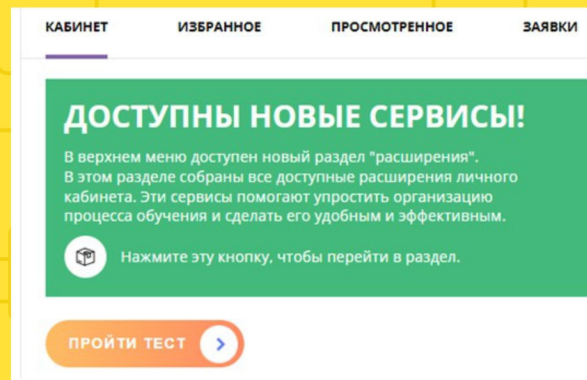 КАБИНЕТ ИЗБРАННОЕ ПРОСМОТРЕННОЕ ЗАЯВКИ
ДОСТУПНЫ НОВЫЕ СЕРВИСЫ!
В верхнем меню доступен новый раздел "расширения".
В этом разделе собраны все доступные расширения личного
кабинета. Эти сервисы помогают упростить организацию
процесса обучения и сделать его удобным и эффективным.
Нажмите эту кнопку, чтобы перейти в раздел.
ПРОЙТИ ТЕСТ